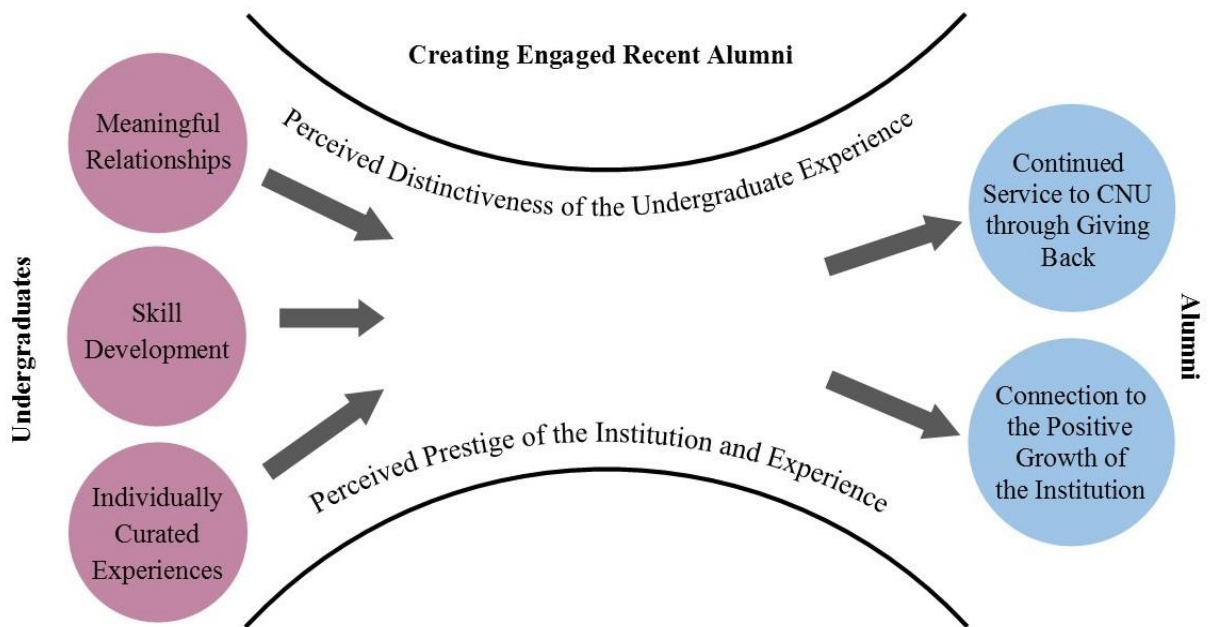 Creating Engaged Recent Alumni
Perceived Distinctiveness of the Undergraduate Experience
Undergraduates
Meaningful
Relationships
Skill
Development
Individually
Curated
Experiences
Perceived Prestige of the Institution and Experience
Continued
Service to CNU
through Giving
Back
Connection to
the Positive
Growth of
the Institution
Alumni